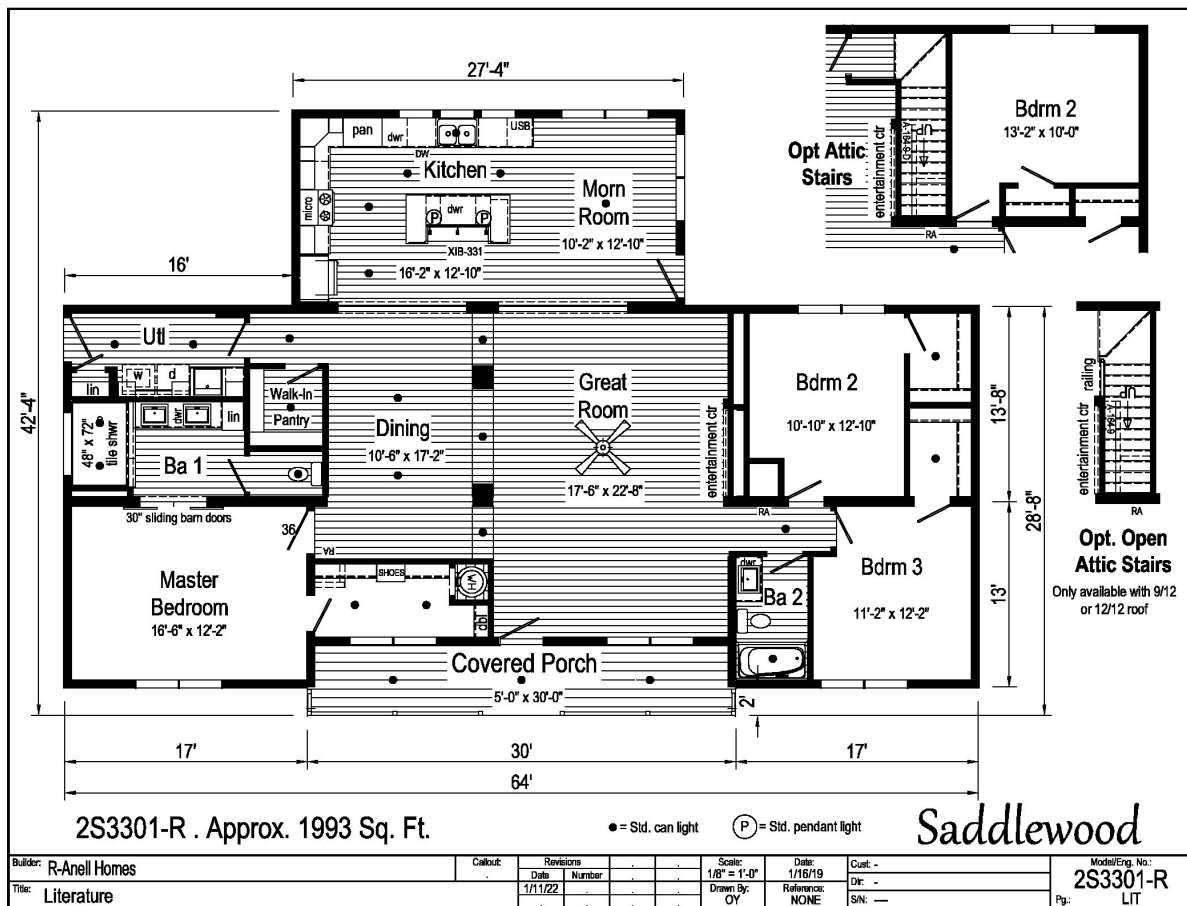 27'-4"
pan
dwr
USB
DW
Kitchen
micro
P
dwr
P
XIB-331
16'-2" x 12'-10"
Morn
Room
10'-2" x 12'-10"
Opt Attic
Stairs
entertainment ctr
UP
A-1849-D
Bdrm 2
13'-2" x 10'-0"
RA
16'
42'-4"
Utl
w
d
lin
Walk-In
Pantry
48" x 72"
tile shwr
dwr
lin
Ba 1
30" sliding barn doors
Dining
10'-6" x 17'-2"
Great
Room
17'-6" x 22'-8"
entertainment ctr
Bdrm 2
10'-10" x 12'-10"
13'-8"
28'-8"
13'
railing
entertainment ctr
UP
A-1849
RA
Opt. Open
Attic Stairs
Only available with 9/12
or 12/12 roof
36
RA
RA
Master
Bedroom
16'-6" x 12'-2"
SHOES
WH
dbl
dwr
Ba 2
Bdrm 3
11'-2" x 12'-2"
Covered Porch
5'-0" x 30'-0"
2'
17'
30'
17'
64'
2S3301-R . Approx. 1993 Sq. Ft.
= Std. can light
P = Std. pendant light
Saddlewood
Builder: R-Anell Homes
Title: Literature
Callout:
Revisions
Date Number
1/11/22
Scale:
1/8" = 1'-0"
Date:
1/16/19
Drawn By:
OY
Reference:
NONE
Cust: -
Dir: -
S/N: —
Model/Eng. No.:
2S3301-R
Pg.: LIT